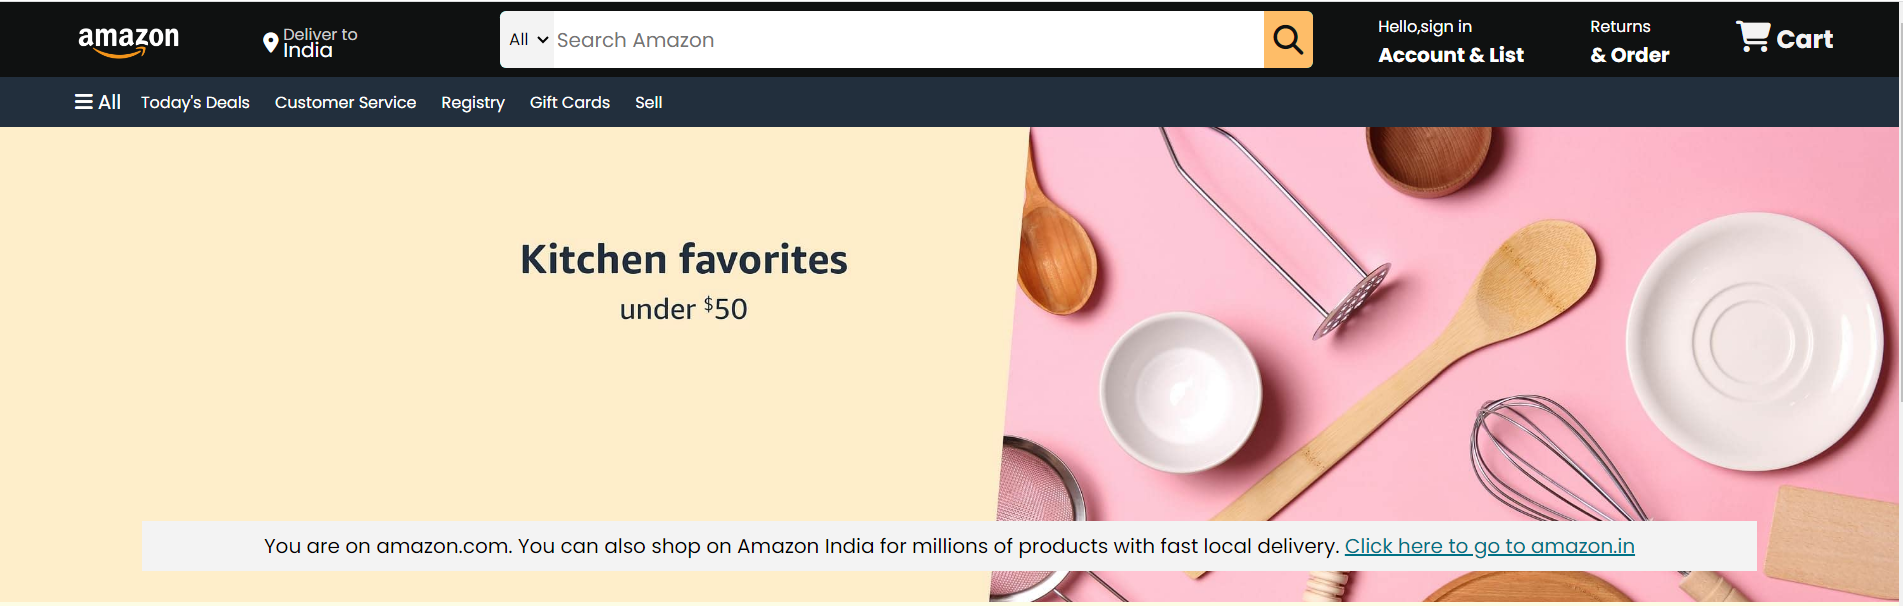 amazon
Deliver to
India
All
Search Amazon
Hello,sign in
Account & List
Returns
& Order
Cart
All
Today's Deals
Customer Service
Registry
Gift Cards
Sell
Kitchen favorites
under $50
You are on amazon.com. You can also shop on Amazon India for millions of products with fast local delivery. Click here to go to amazon.in